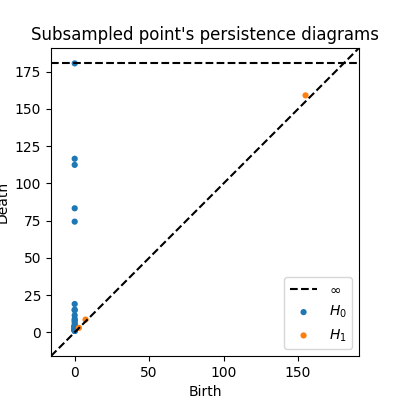 Subsampled point's persistence diagrams
175
150
125
100
75
50
25
0
Death
0 50 100 150
Birth
∞
H₀
H₁